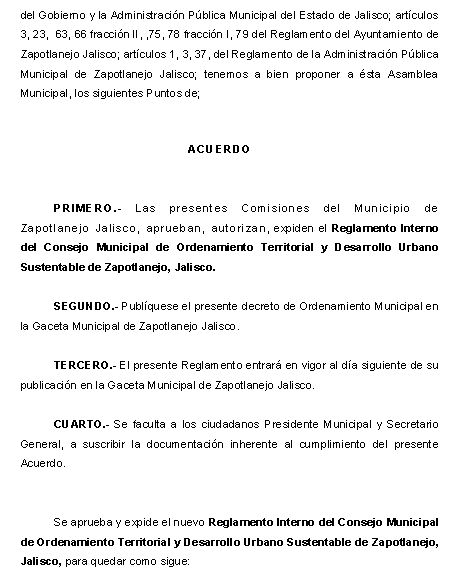 del Gobierno y la Administración Pública Municipal del Estado de Jalisco; artículos
3, 23, 63, 66 fracción II , ,75, 78 fracción I, 79 del Reglamento del Ayuntamiento de
Zapotlanejo Jalisco; artículos 1, 3, 37, del Reglamento de la Administración Pública
Municipal de Zapotlanejo Jalisco; tenemos a bien proponer a ésta Asamblea
Municipal, los siguientes Puntos de;
ACUERDO
PRIMERO.- Las presentes Comisiones del Municipio de
Zapotlanejo Jalisco, aprueban, autorizan, expiden el Reglamento Interno
del Consejo Municipal de Ordenamiento Territorial y Desarrollo Urbano
Sustentable de Zapotlanejo, Jalisco.
SEGUNDO.- Publíquese el presente decreto de Ordenamiento Municipal en
la Gaceta Municipal de Zapotlanejo Jalisco.
TERCERO.- El presente Reglamento entrará en vigor al día siguiente de su
publicación en la Gaceta Municipal de Zapotlanejo Jalisco.
CUARTO.- Se faculta a los ciudadanos Presidente Municipal y Secretario
General, a suscribir la documentación inherente al cumplimiento del presente
Acuerdo.
Se aprueba y expide el nuevo Reglamento Interno del Consejo Municipal
de Ordenamiento Territorial y Desarrollo Urbano Sustentable de Zapotlanejo,
Jalisco, para quedar como sigue: